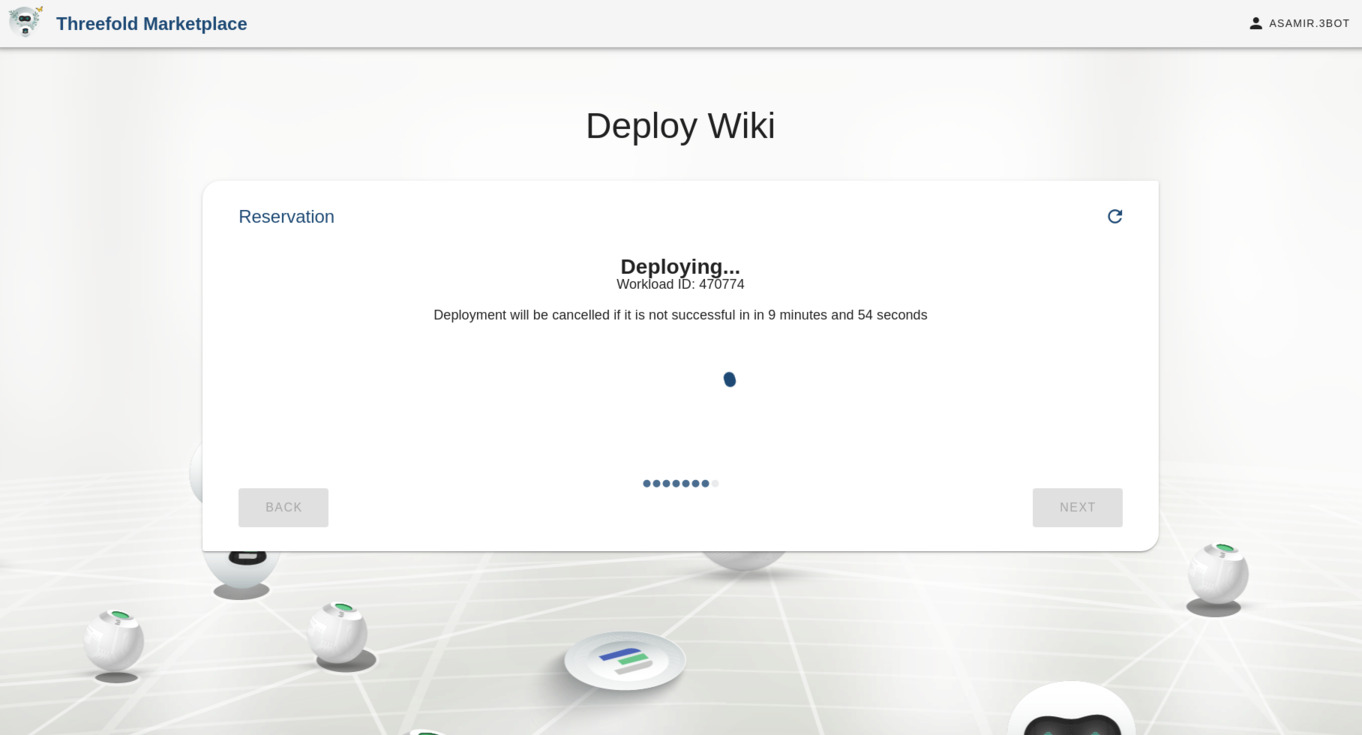 Threefold Marketplace
ASAMIR.3BOT
Deploy Wiki
Reservation
Deploying...
Workload ID: 470774
Deployment will be cancelled if it is not successful in in 9 minutes and 54 seconds
BACK
NEXT